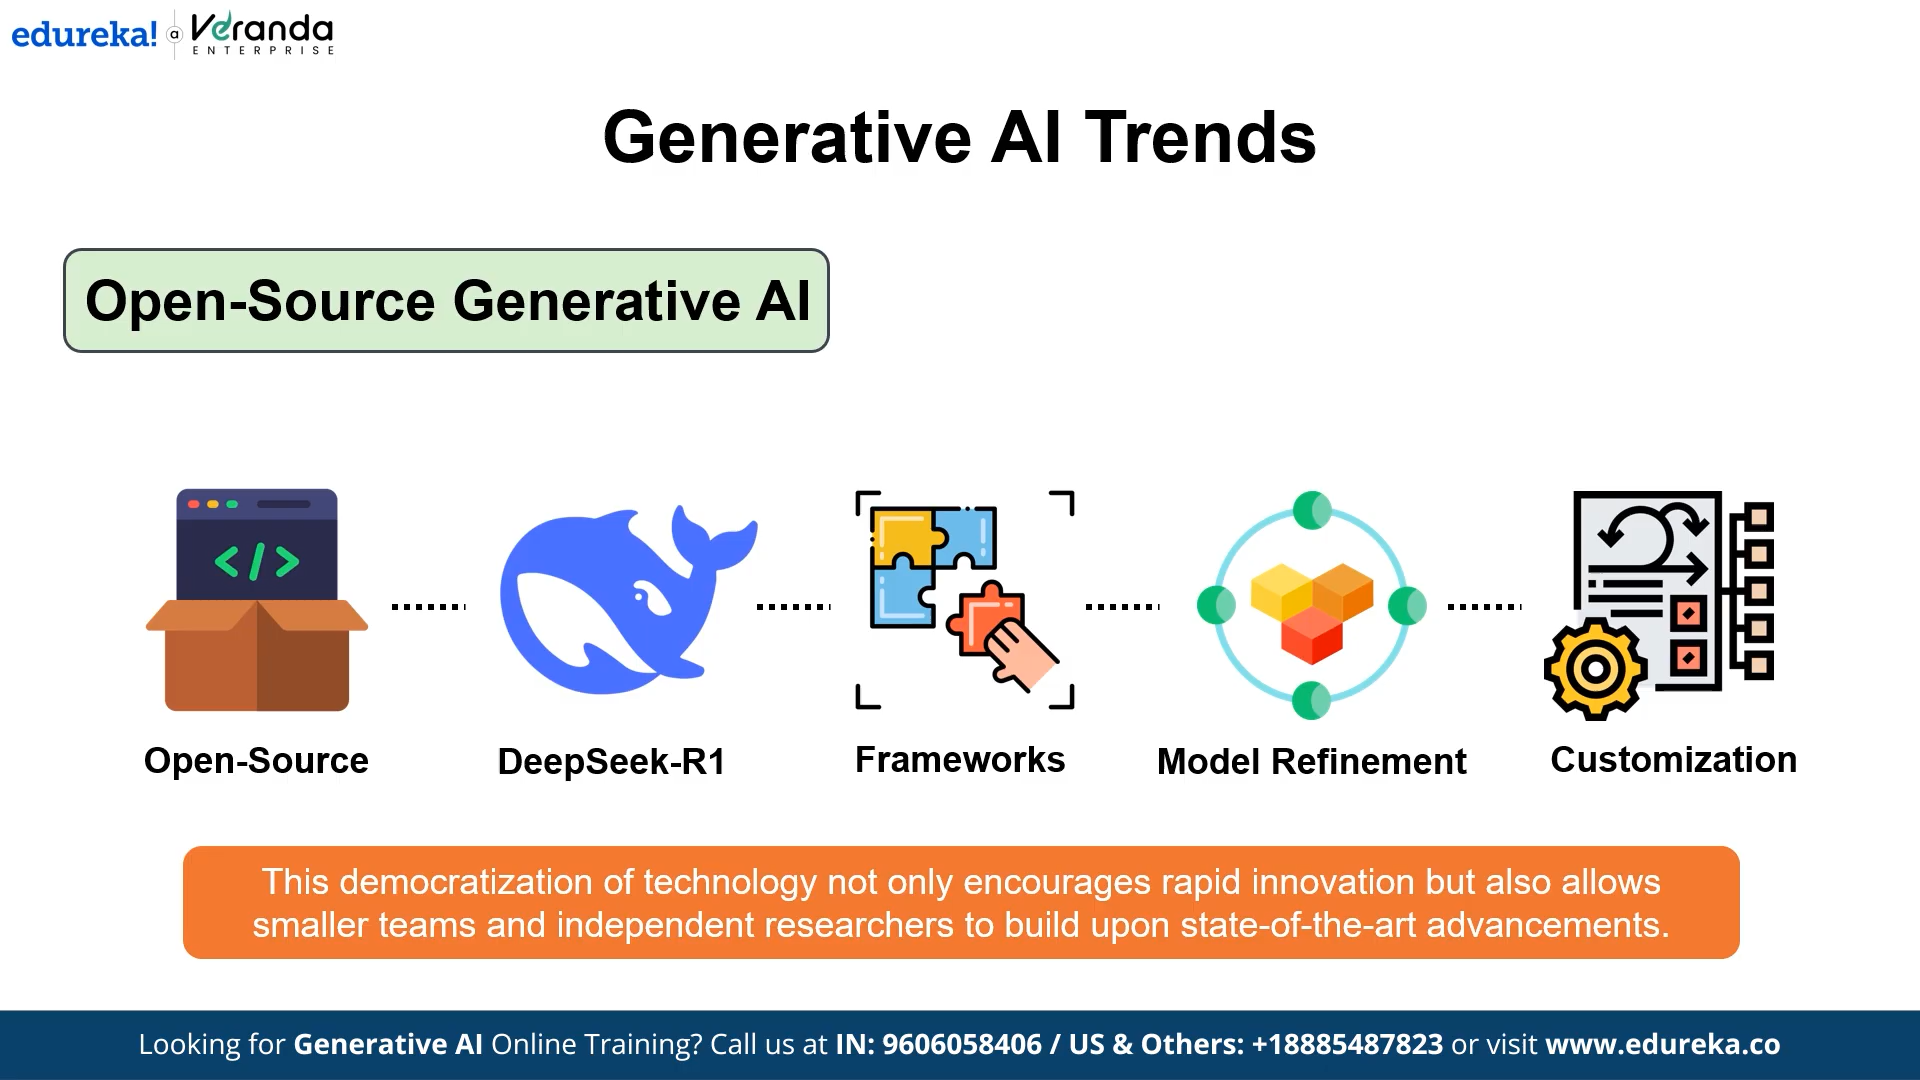 edureka! a Veranda
ENTERPRISE
Generative AI Trends
Open-Source Generative AI
</>
Open-Source
DeepSeek-R1
Frameworks
Model Refinement
Customization
This democratization of technology not only encourages rapid innovation but also allows
smaller teams and independent researchers to build upon state-of-the-art advancements.
Looking for Generative AI Online Training? Call us at IN: 9606058406 / US & Others: +18885487823 or visit www.edureka.co